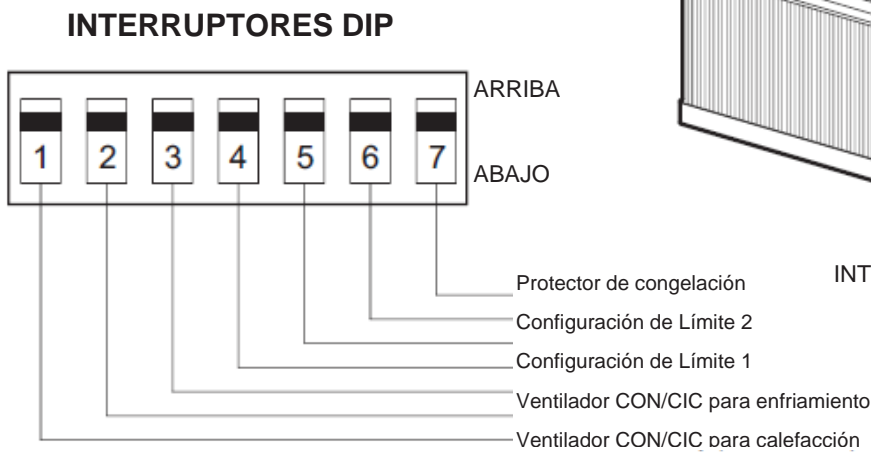 INTERRUPTORES DIP
ARRIBA
1 2 3 4 5 6 7
ABAJO
Protector de congelación
INT
Configuración de Límite 2
Configuración de Límite 1
Ventilador CON/CIC para enfriamiento
Ventilador CON/CIC para calefacción